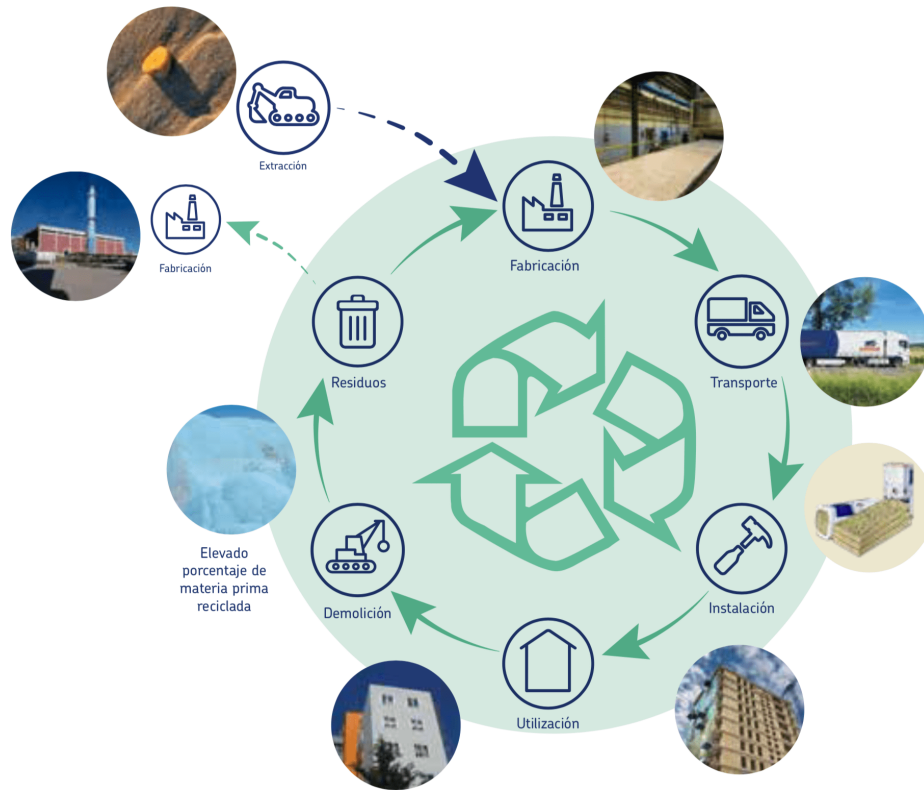 Extracción
Fabricación
Fabricación
Residuos
Transporte
Elevado
porcentaje de
materia prima
reciclada
Demolición
Instalación
Utilización